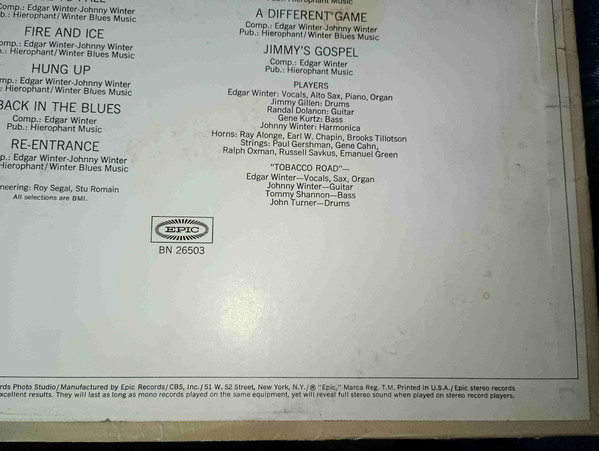 FIRE AND ICE
Comp.: Edgar Winter-Johnny Winter
Pub.: Hierophant/Winter Blues Music
HUNG UP
Comp.: Edgar Winter-Johnny Winter
Hierophant/Winter Blues Music
BACK IN THE BLUES
Comp.: Edgar Winter
Pub.: Hierophant Music
RE-ENTRANCE
p.: Edgar Winter-Johnny Winter
Hierophant/Winter Blues Music
neering: Roy Segal, Stu Romain
All selections are BMI.
Hierophant Music
A DIFFERENT GAME
Comp.: Edgar Winter-Johnny Winter
Pub.: Hierophant/Winter Blues Music
JIMMY'S GOSPEL
Comp.: Edgar Winter
Pub.: Hierophant Music
PLAYERS
Edgar Winter: Vocals, Alto Sax, Piano, Organ
Jimmy Gillen: Drums
Randal Dolanon: Guitar
Gene Kurtz: Bass
Johnny Winter: Harmonica
Horns: Ray Alonge, Earl W. Chapin, Brooks Tillotson
Strings: Paul Gershman, Gene Cahn,
Ralph Oxman, Russell Savkus, Emanuel Green
"TOBACCO ROAD"—
Edgar Winter—Vocals, Sax, Organ
Johnny Winter—Guitar
Tommy Shannon—Bass
John Turner—Drums
EPIC
BN 26503
rds Photo Studio/Manufactured by Epic Records/CBS, Inc./51 W. 52 Street, New York, N.Y./® "Epic," Marca Reg. T.M. Printed in U.S.A./Epic stereo records
excellent results. They will last as long as mono records played on the same equipment, yet will reveal full stereo sound when played on stereo record players.